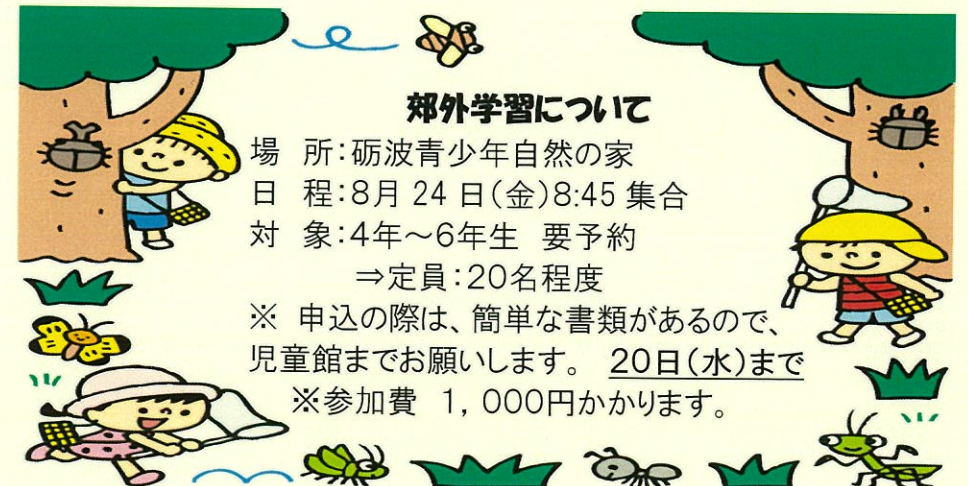 郊外学習について
場　所：砺波青少年自然の家
日　程：8月 24 日（金）8:45 集合
対　象：4年～6年生　要予約
⇒定員：20名程度
※　申込の際は、簡単な書類があるので、
児童館までお願いします。　20日（水）まで
※参加費　１，０００円かかります。